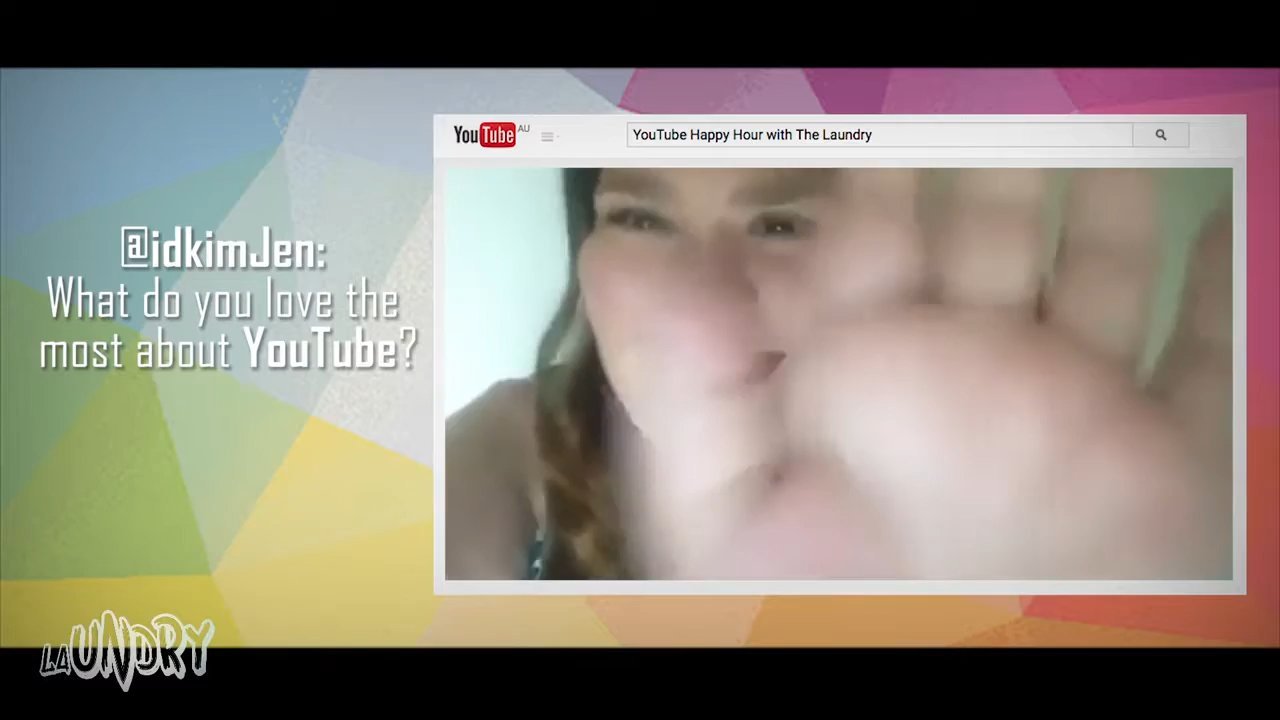 YouTube AU
YouTube Happy Hour with The Laundry
@idkimJen:
What do you love the
most about YouTube?
LAUNDRY